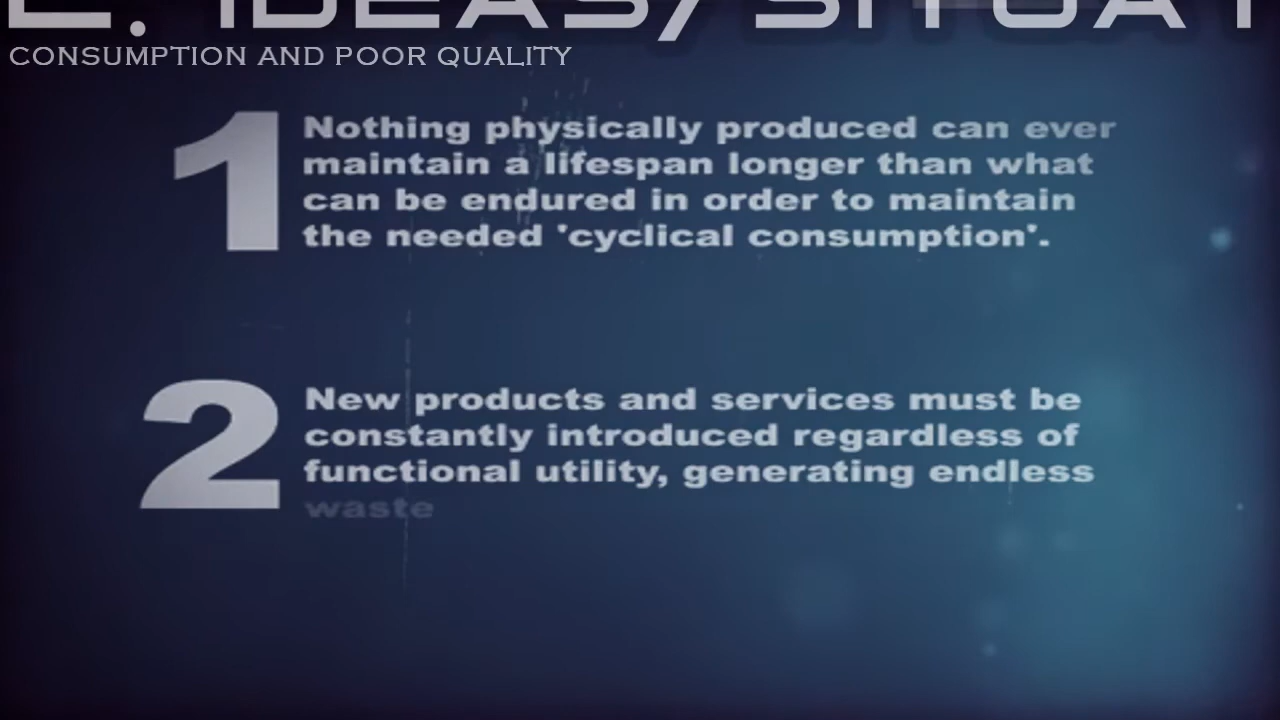 . IDEAS/SITUAT
CONSUMPTION AND POOR QUALITY
1
Nothing physically produced can ever
maintain a lifespan longer than what
can be endured in order to maintain
the needed 'cyclical consumption'.
2
New products and services must be
constantly introduced regardless of
functional utility, generating endless
waste